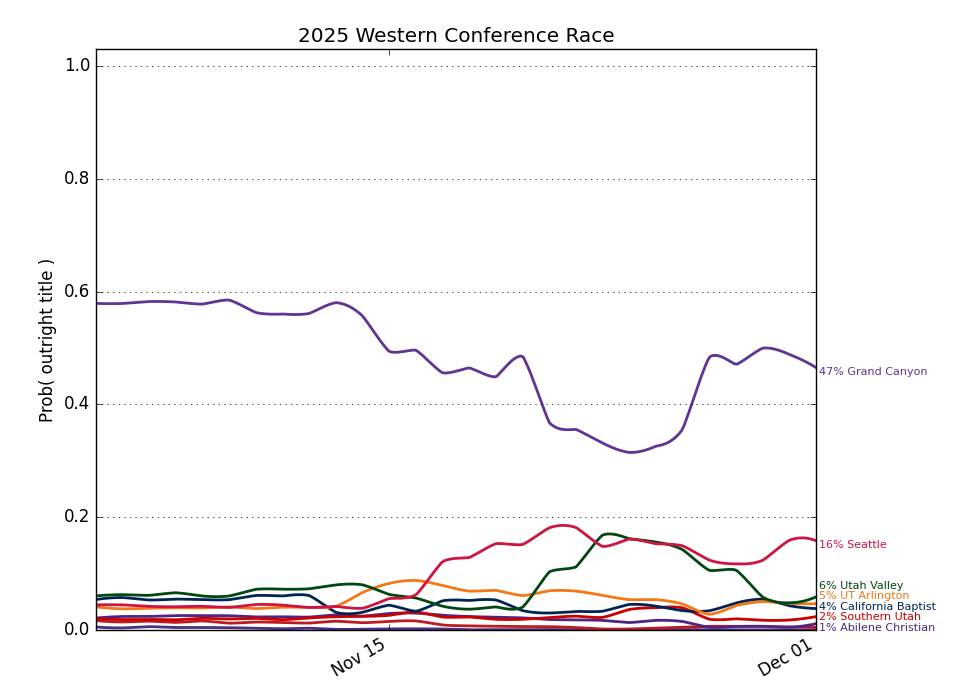 2025 Western Conference Race
Prob( outright title )
1.0
0.8
0.6
0.4
0.2
0.0
47% Grand Canyon
16% Seattle
6% Utah Valley
5% UT Arlington
4% California Baptist
2% Southern Utah
1% Abilene Christian
Nov 15
Dec 01